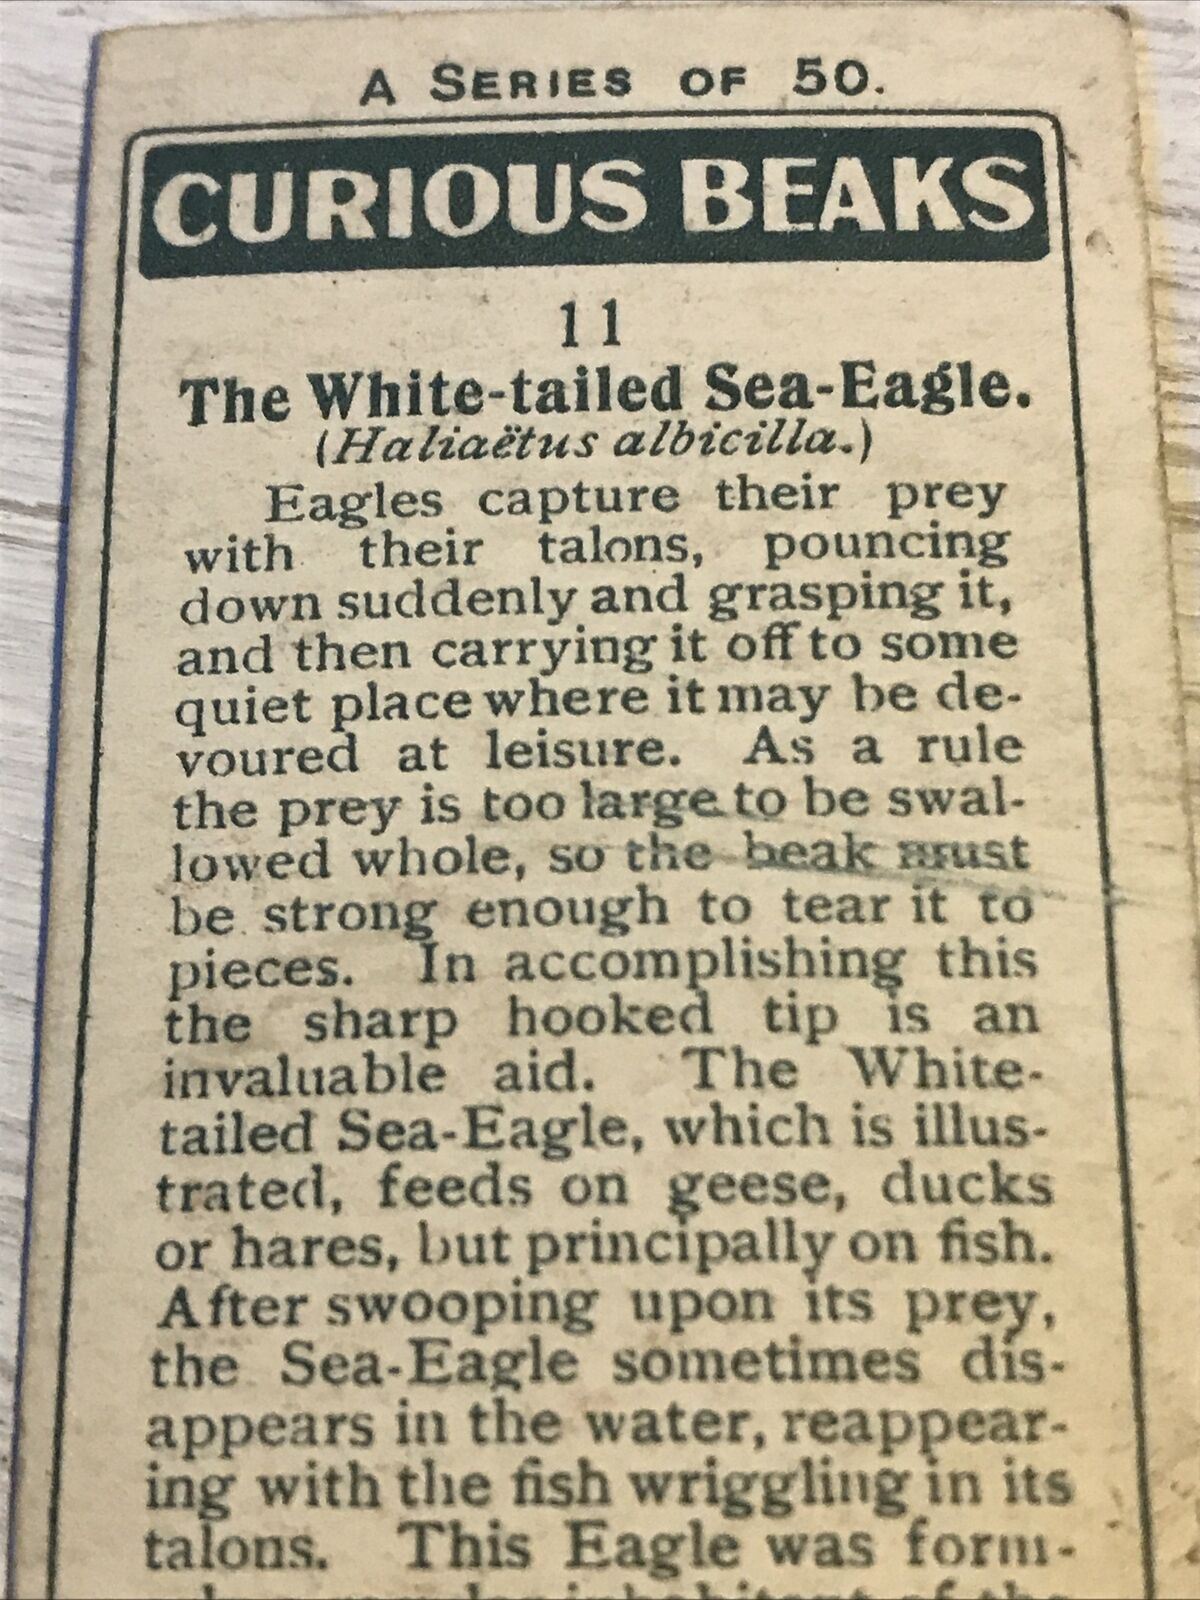 A SERIES OF 50.
CURIOUS BEAKS
11
The White-tailed Sea-Eagle.
(Haliaëtus albicilla.)
Eagles capture their prey
with their talons, pouncing
down suddenly and grasping it,
and then carrying it off to some
quiet place where it may be de-
voured at leisure. As a rule
the prey is too large to be swal-
lowed whole, so the beak must
be strong enough to tear it to
pieces. In accomplishing this
the sharp hooked tip is an
invaluable aid. The White-
tailed Sea-Eagle, which is illus-
trated, feeds on geese, ducks
or hares, but principally on fish.
After swooping upon its prey,
the Sea-Eagle sometimes dis-
appears in the water, reappear-
ing with the fish wriggling in its
talons. This Eagle was form-
inhabitant of the